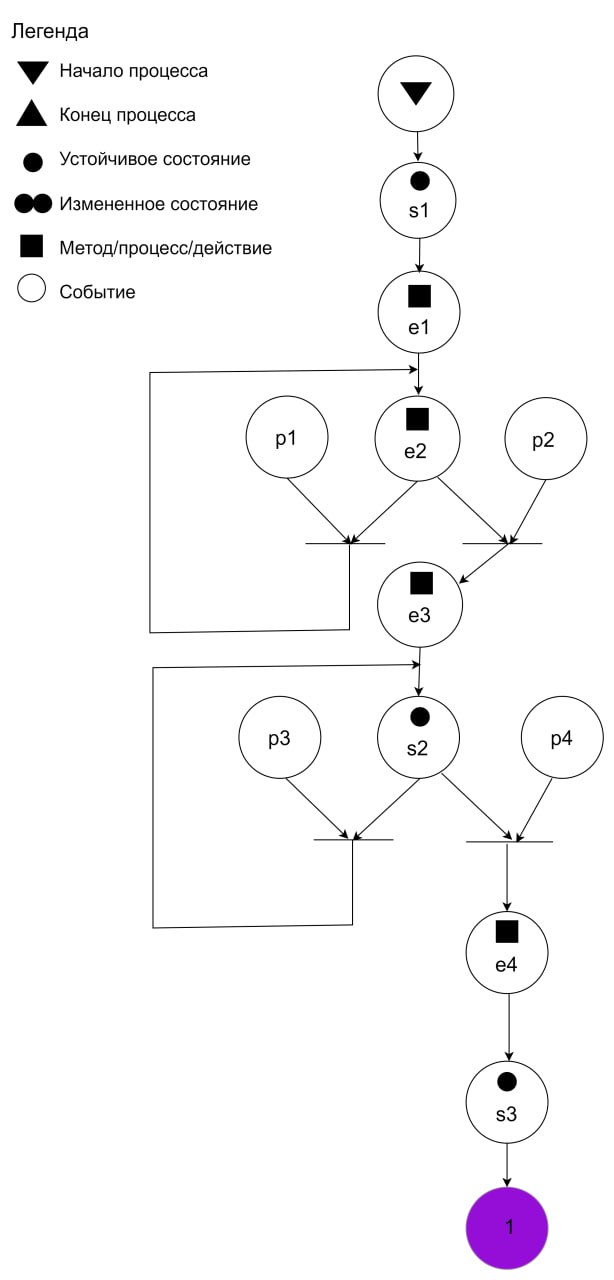 Легенда
Начало процесса
Конец процесса
Устойчивое состояние
Измененное состояние
Метод/процесс/действие
Событие
s1
e1
p1
e2
p2
e3
p3
s2
p4
e4
s3
1